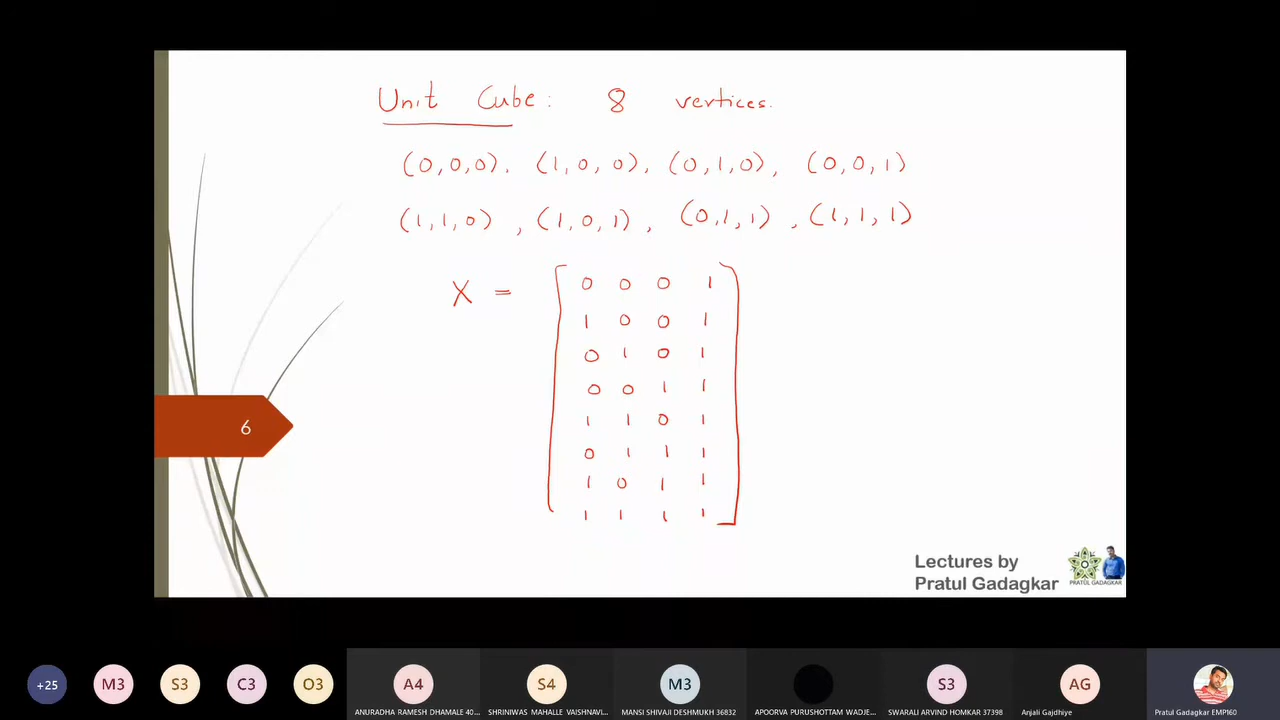 Unit Cube: 8 vertices.
(0,0,0). (1,0,0), (0,1,0), (0,0,1)
(1,1,0), (1,0,1), (0,1,1), (1,1,1)
X =
0 0 0 1
1 0 0 1
0 1 0 1
0 0 1 1
1 1 0 1
0 1 1 1
1 0 1 1
1 1 1 1
6
Lectures by
Pratul Gadagkar
PRATUL GADAGKAR
+25 M3 S3 C3 O3 A4 S4 M3 S3 AG
ANURADHA RAMESH DHAMALE 40... SHRINIWAS MAHALLE VAISHNAVI... MANSI SHIVAJI DESHMUKH 36832 APOORVA PURUSHOTTAM WADJE... SWARALI ARVIND HOMKAR 37398 Anjali Gajdhiye Pratul Gadagkar EMP160